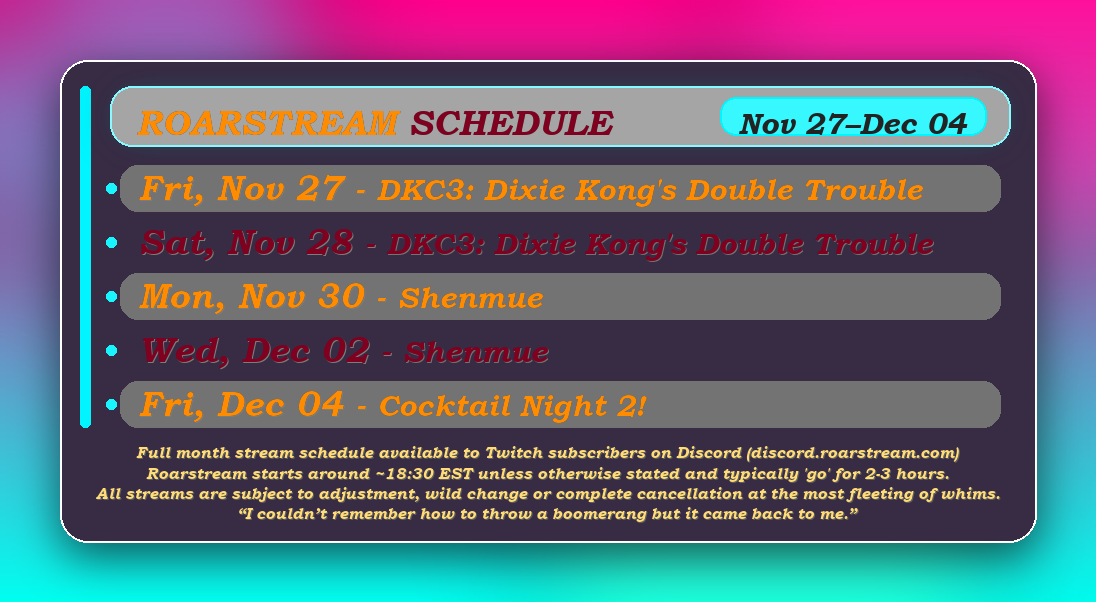 ROARSTREAM SCHEDULE
Nov 27–Dec 04
Fri, Nov 27 - DKC3: Dixie Kong's Double Trouble
Sat, Nov 28 - DKC3: Dixie Kong's Double Trouble
Mon, Nov 30 - Shenmue
Wed, Dec 02 - Shenmue
Fri, Dec 04 - Cocktail Night 2!
Full month stream schedule available to Twitch subscribers on Discord (discord.roarstream.com)
Roarstream starts around ~18:30 EST unless otherwise stated and typically 'go' for 2-3 hours.
All streams are subject to adjustment, wild change or complete cancellation at the most fleeting of whims.
“I couldn’t remember how to throw a boomerang but it came back to me.”